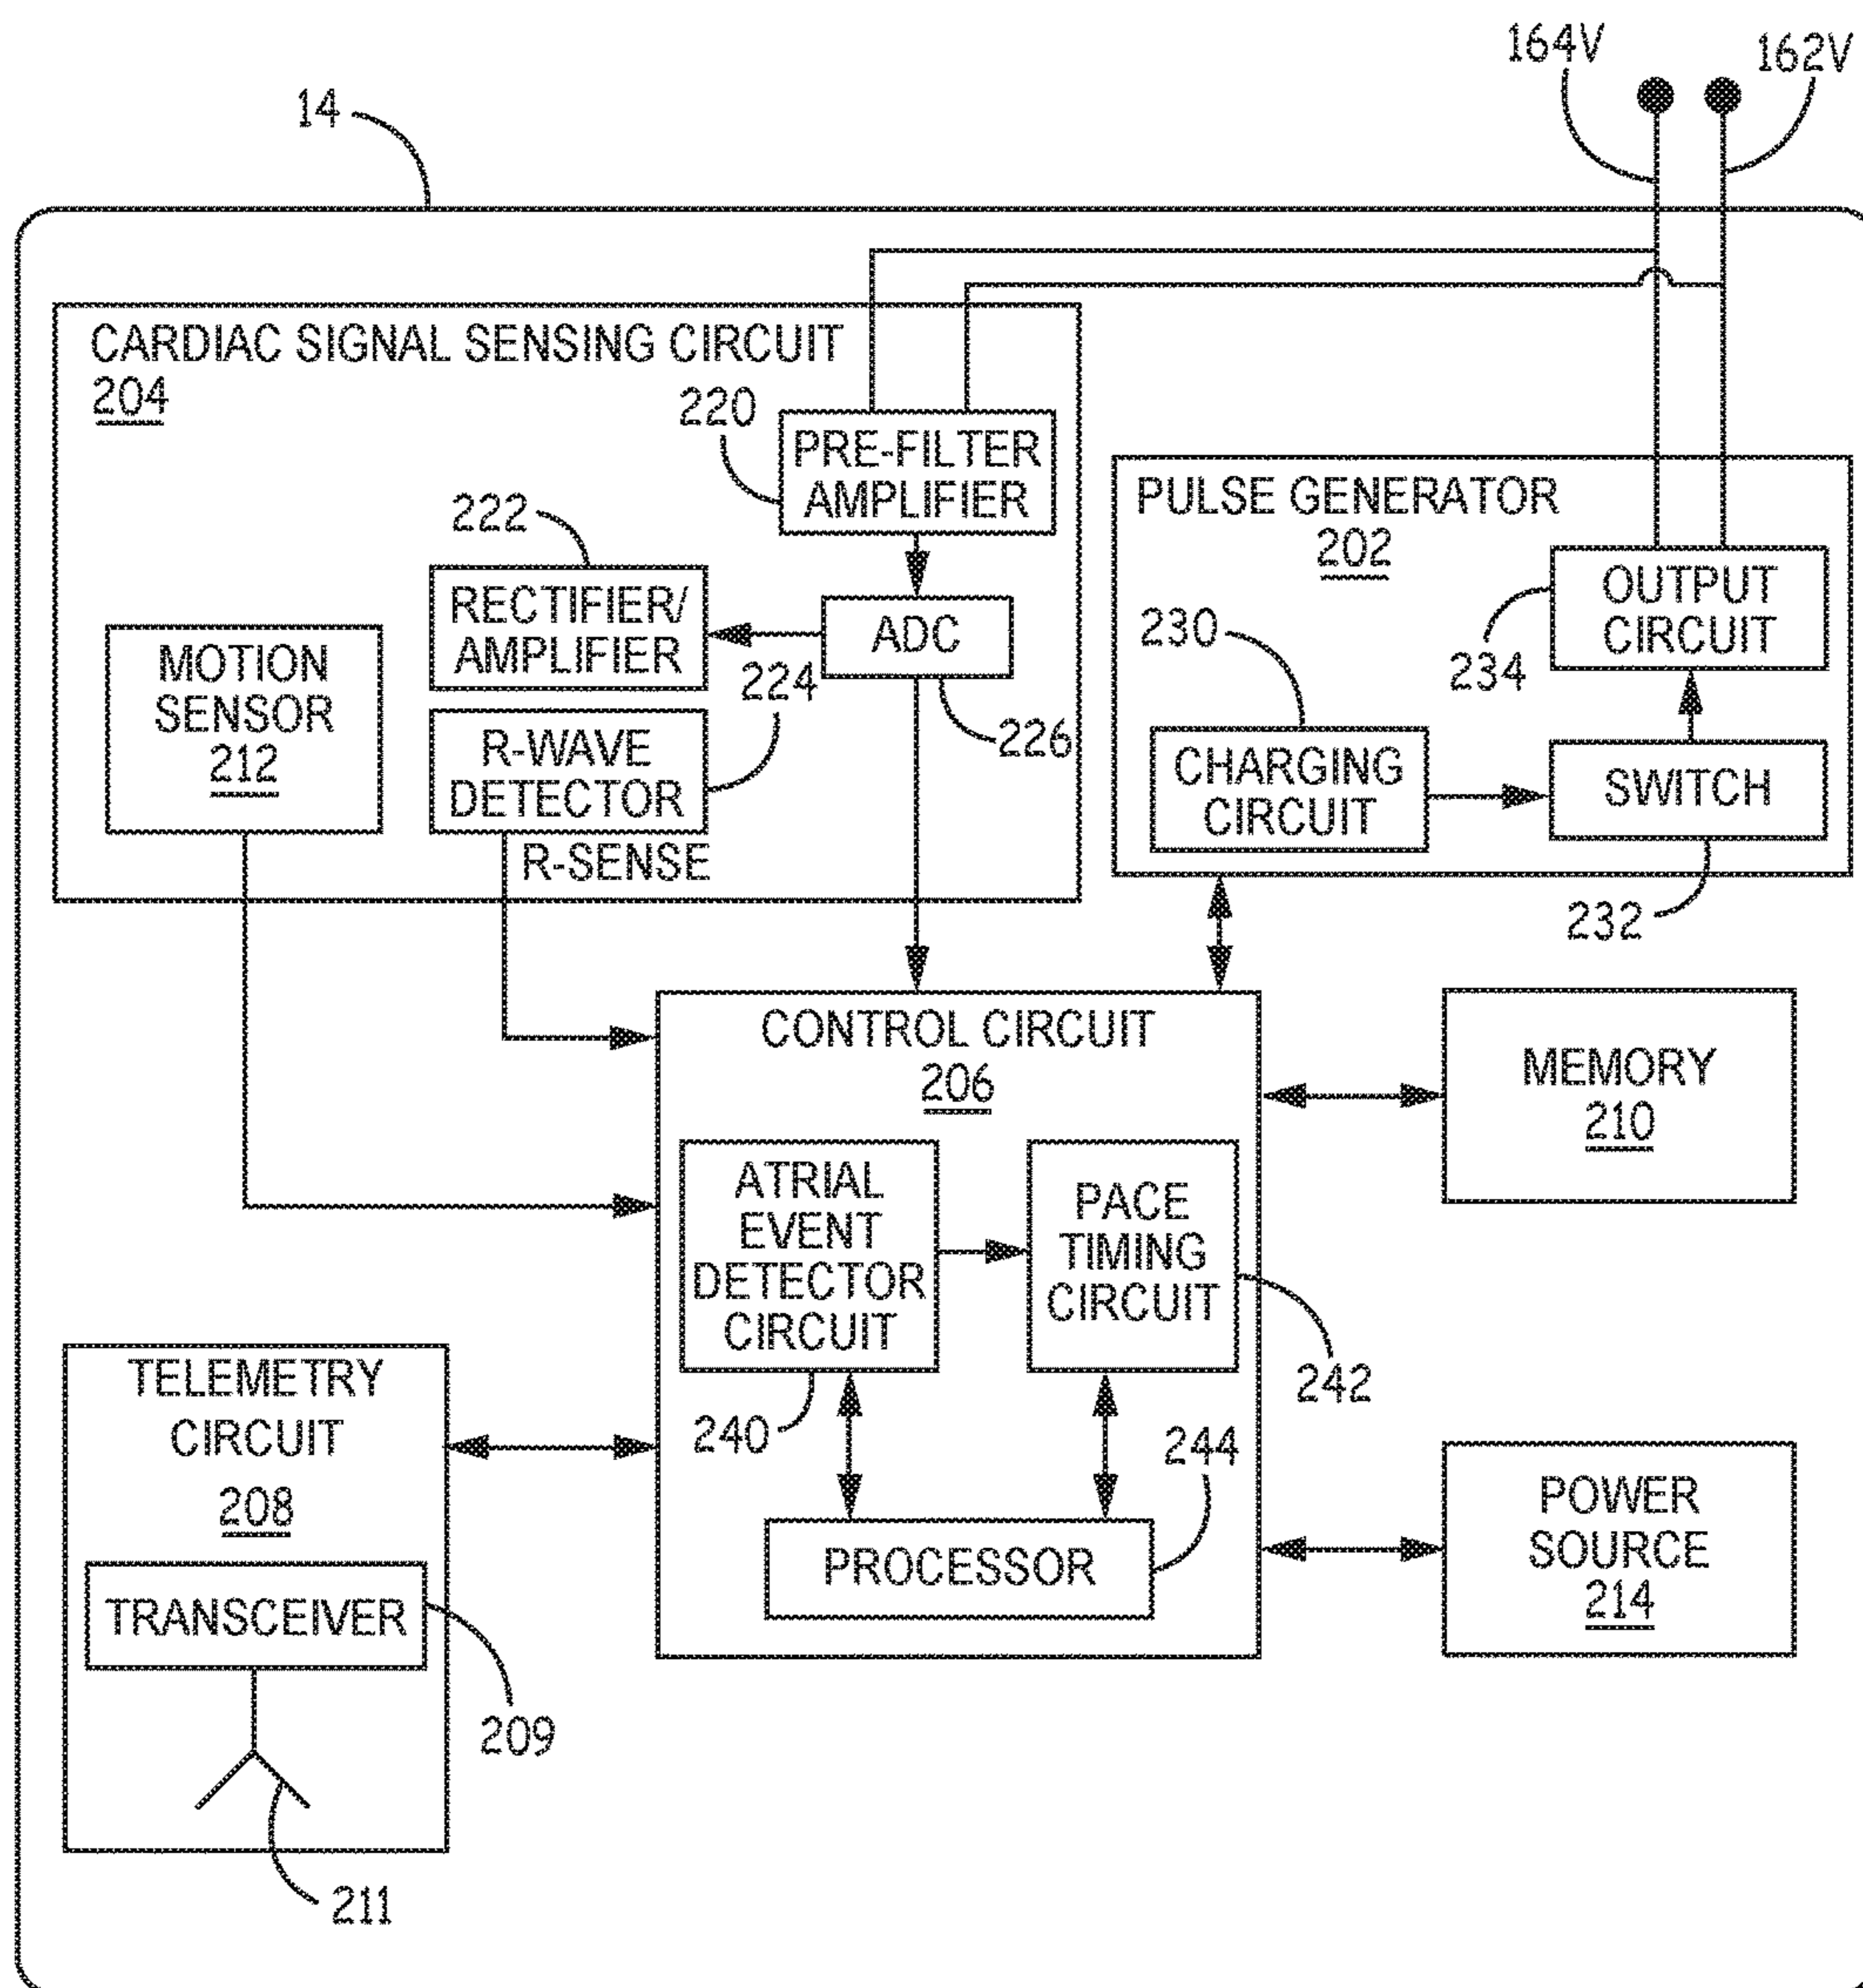 164V
162V
14
CARDIAC SIGNAL SENSING CIRCUIT
204
220
PRE-FILTER
AMPLIFIER
222
RECTIFIER/
AMPLIFIER
ADC
224
226
MOTION
SENSOR
212
R-WAVE
DETECTOR
R-SENSE
PULSE GENERATOR
202
OUTPUT
CIRCUIT
234
230
CHARGING
CIRCUIT
SWITCH
232
CONTROL CIRCUIT
206
ATRIAL
EVENT
DETECTOR
CIRCUIT
PACE
TIMING
CIRCUIT
240
242
244
PROCESSOR
MEMORY
210
TELEMETRY
CIRCUIT
208
TRANSCEIVER
209
211
POWER
SOURCE
214